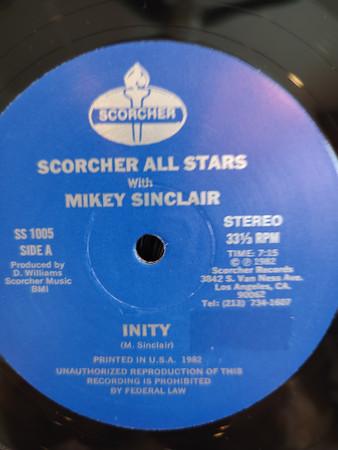 SCORCHER
SCORCHER ALL STARS
With
MIKEY SINCLAIR
SS 1005
SIDE A
Produced by
D. Williams
Scorcher Music
BMI
STEREO
33⅓ RPM
TIME: 7:15
© ℗ 1982
Scorcher Records
3842 S. Van Ness Ave.
Los Angeles, CA.
90062
Tel: (213) 734-1607
INITY
(M. Sinclair)
PRINTED IN U.S.A. 1982
UNAUTHORIZED REPRODUCTION OF THIS
RECORDING IS PROHIBITED
BY FEDERAL LAW